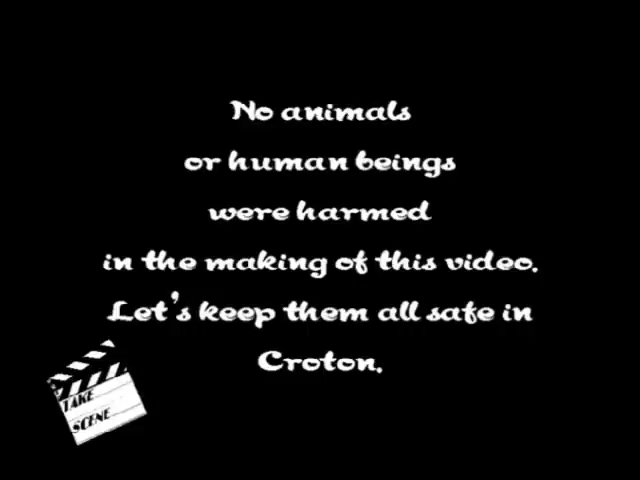 No animals
or human beings
were harmed
in the making of this video.
Let's keep them all safe in
Croton.
TAKE
SCENE